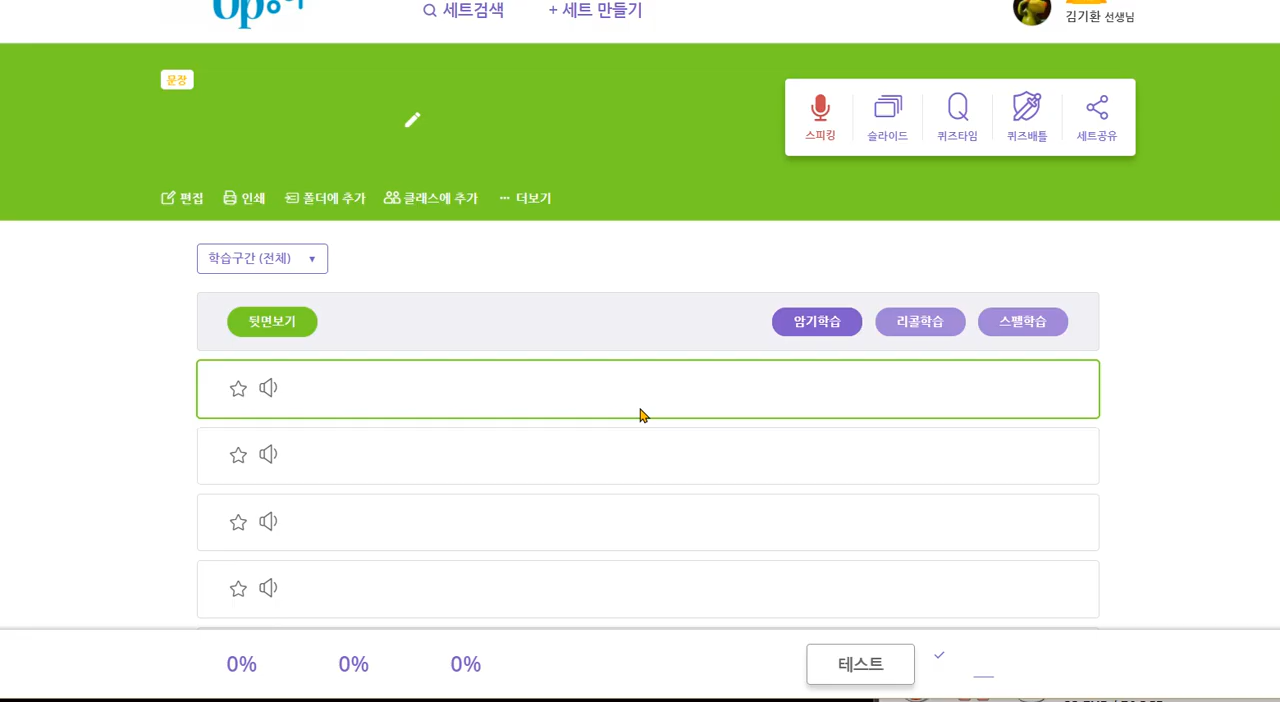 세트검색
+ 세트 만들기
김기환 선생님
문장
스피킹
슬라이드
퀴즈타임
퀴즈배틀
세트공유
편집
인쇄
폴더에 추가
클래스에 추가
··· 더보기
학습구간 (전체) ▼
뒷면보기
암기학습
리콜학습
스펠학습
0%
0%
0%
테스트